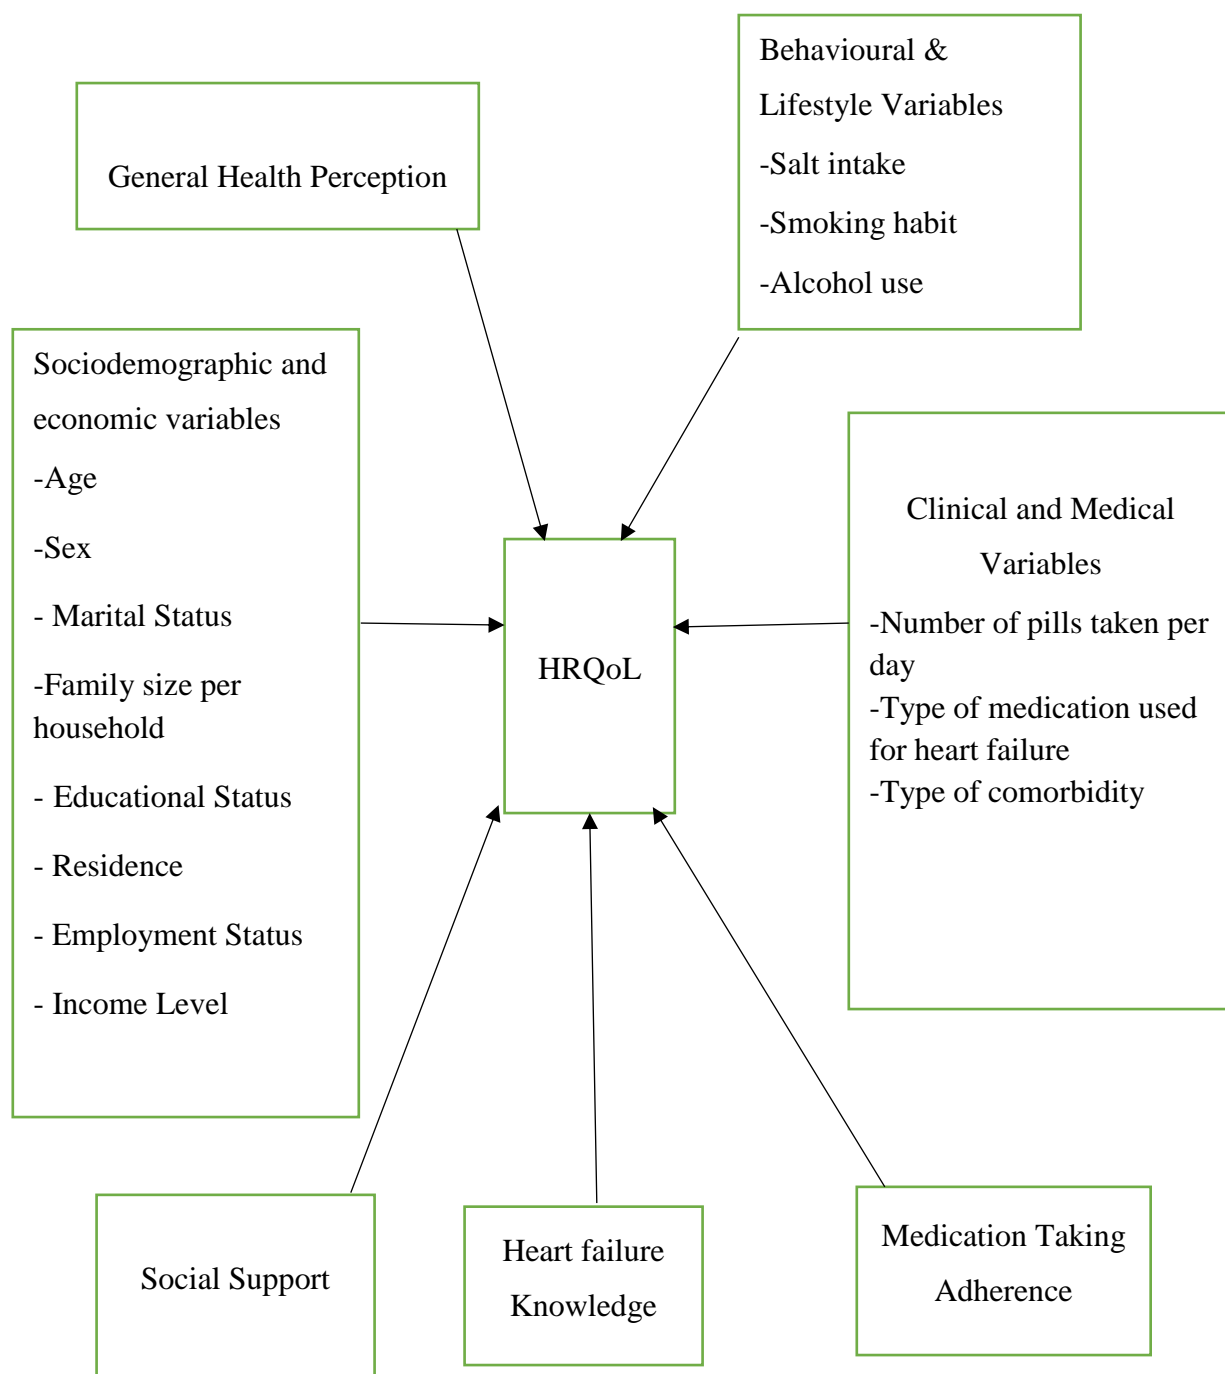 General Health Perception
Behavioural &
Lifestyle Variables
-Salt intake
-Smoking habit
-Alcohol use
Sociodemographic and
economic variables
-Age
-Sex
- Marital Status
-Family size per
household
- Educational Status
- Residence
- Employment Status
- Income Level
HRQoL
Clinical and Medical
Variables
-Number of pills taken per
day
-Type of medication used
for heart failure
-Type of comorbidity
Social Support
Heart failure
Knowledge
Medication Taking
Adherence